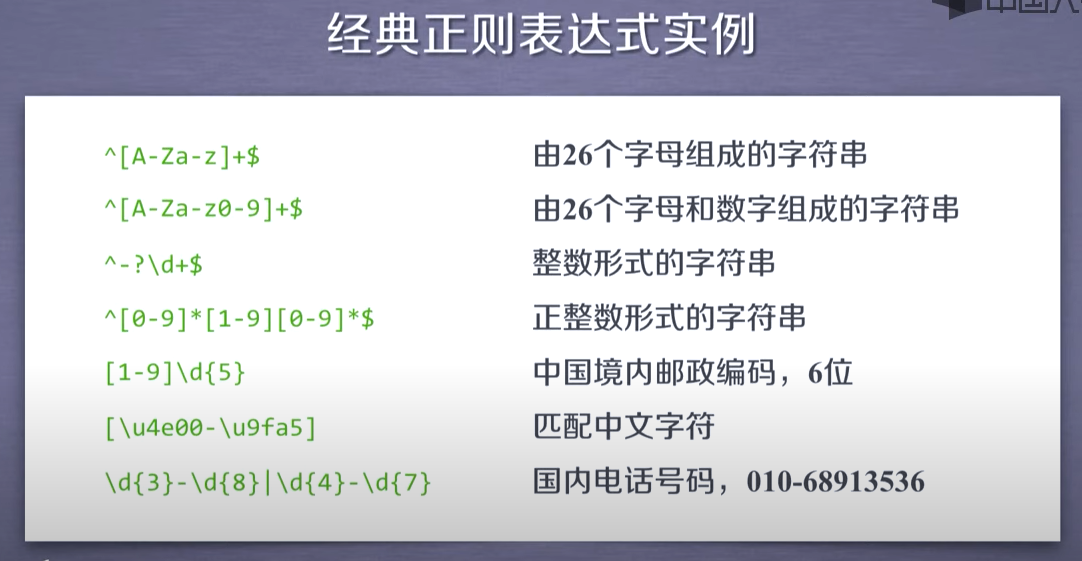 经典正则表达式实例
^[A-Za-z]+$ 由26个字母组成的字符串
^[A-Za-z0-9]+$ 由26个字母和数字组成的字符串
^-?\d+$ 整数形式的字符串
^[0-9]*[1-9][0-9]*$ 正整数形式的字符串
[1-9]\d{5} 中国境内邮政编码，6位
[\u4e00-\u9fa5] 匹配中文字符
\d{3}-\d{8}|\d{4}-\d{7} 国内电话号码，010-68913536